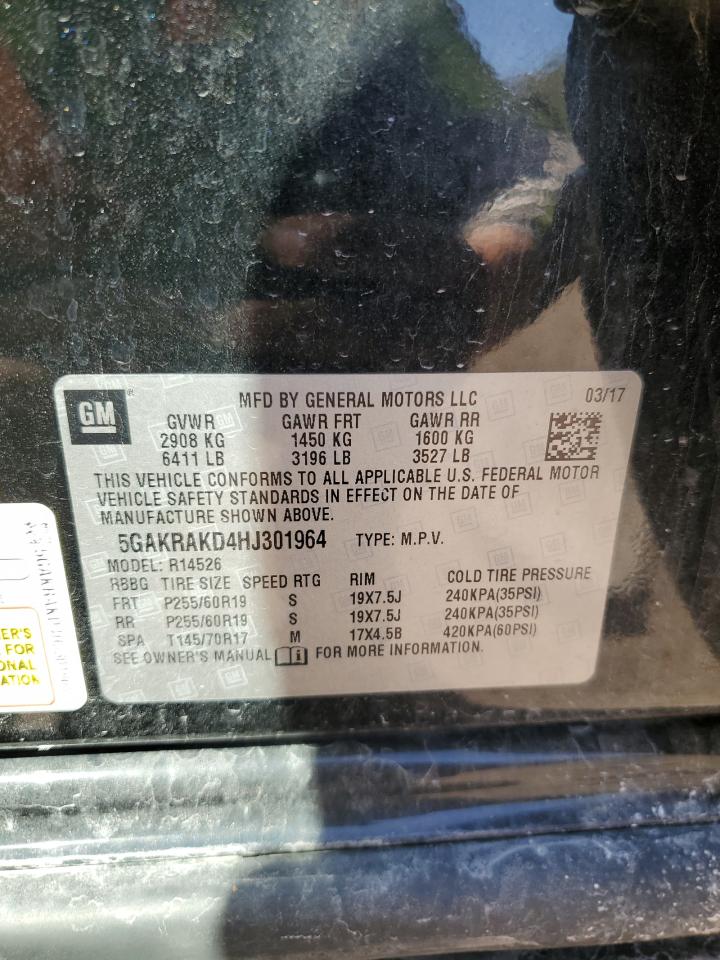 GM
MFD BY GENERAL MOTORS LLC 03/17
GVWR GAWR FRT GAWR RR
2908 KG 1450 KG 1600 KG
6411 LB 3196 LB 3527 LB
THIS VEHICLE CONFORMS TO ALL APPLICABLE U.S. FEDERAL MOTOR
VEHICLE SAFETY STANDARDS IN EFFECT ON THE DATE OF
MANUFACTURE SHOWN ABOVE.
5GAKRAKD4HJ301964 TYPE: M.P.V.
MODEL: R14526
RBBG TIRE SIZE SPEED RTG RIM COLD TIRE PRESSURE
FRT P255/60R19 S 19X7.5J 240KPA(35PSI)
RR P255/60R19 S 19X7.5J 240KPA(35PSI)
SPA T145/70R17 M 17X4.5B 420KPA(60PSI)
SEE OWNER'S MANUAL FOR MORE INFORMATION.
ER'S
FOR
ONAL
ATION